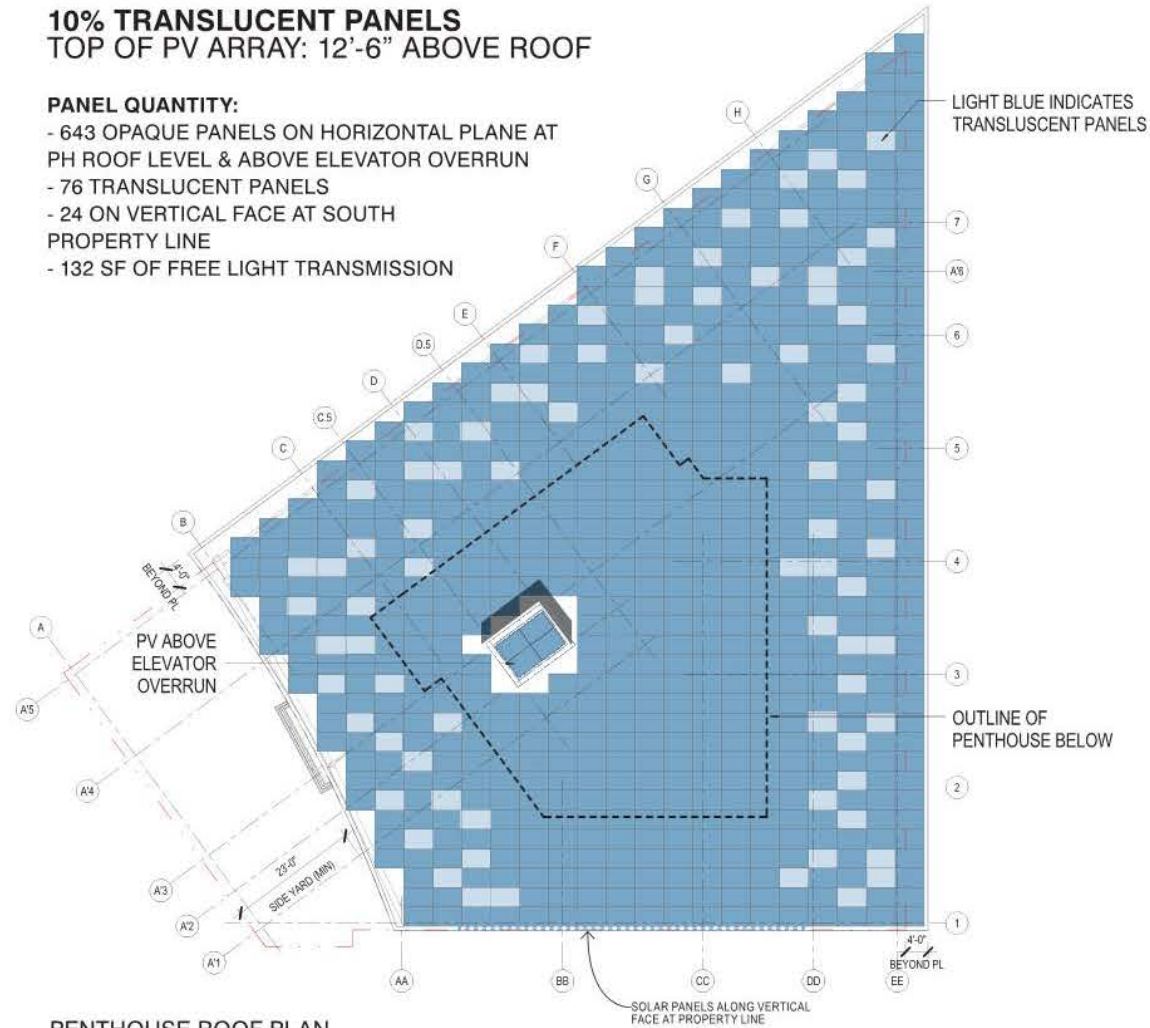 10% TRANSLUCENT PANELS
TOP OF PV ARRAY: 12'-6” ABOVE ROOF
PANEL QUANTITY:
- 643 OPAQUE PANELS ON HORIZONTAL PLANE AT
PH ROOF LEVEL & ABOVE ELEVATOR OVERRUN
- 76 TRANSLUCENT PANELS
- 24 ON VERTICAL FACE AT SOUTH
PROPERTY LINE
- 132 SF OF FREE LIGHT TRANSMISSION
LIGHT BLUE INDICATES
TRANSLUSCENT PANELS
H
G
F
E
D.5
D
C.5
C
B
A
7
A'6
6
5
4
3
2
1
4'-0"
BEYOND PL
PV ABOVE
ELEVATOR
OVERRUN
OUTLINE OF
PENTHOUSE BELOW
A'5
A'4
A'3
A'2
A'1
23'-0"
SIDE YARD (MIN)
AA
BB
CC
DD
EE
4'-0"
BEYOND PL
SOLAR PANELS ALONG VERTICAL
FACE AT PROPERTY LINE
PENTHOUSE ROOF PLAN